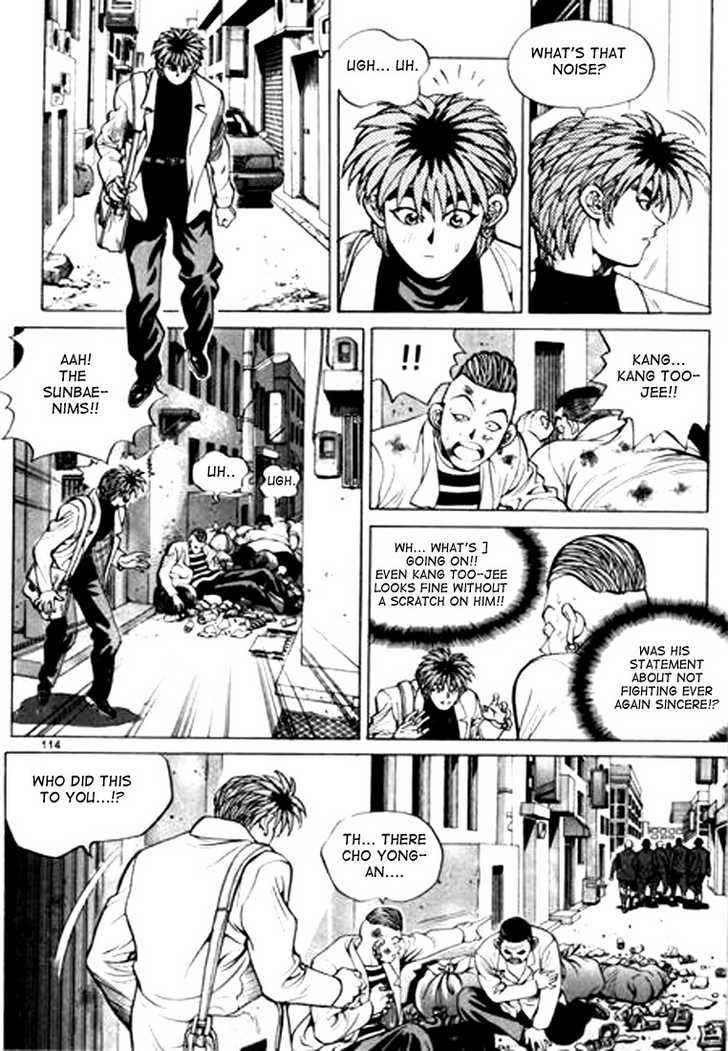 UGH... UH.
WHAT'S THAT
NOISE?
AAH!
THE
SUNBAE-
NIMS!!
UH..
UGH.
!!
KANG...
KANG TOO-
JEE!!
WH... WHAT'S ]
GOING ON!!
EVEN KANG TOO-JEE
LOOKS FINE WITHOUT
A SCRATCH ON HIM!!
WAS HIS
STATEMENT
ABOUT NOT
FIGHTING EVER
AGAIN SINCERE!?
114
WHO DID THIS
TO YOU...!?
TH... THERE
CHO YONG-
AN....